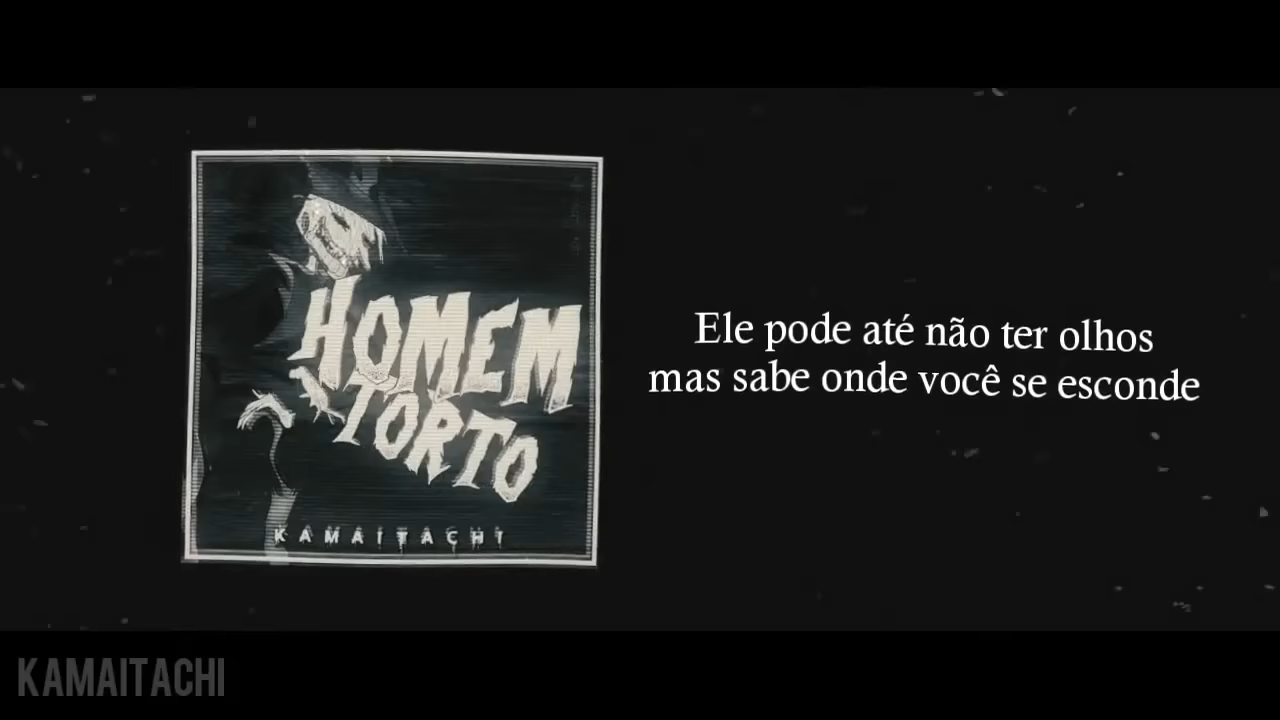 HOMEM
TORTO
KAMAITACHI
Ele pode até não ter olhos
mas sabe onde você se esconde
KAMAITACHI